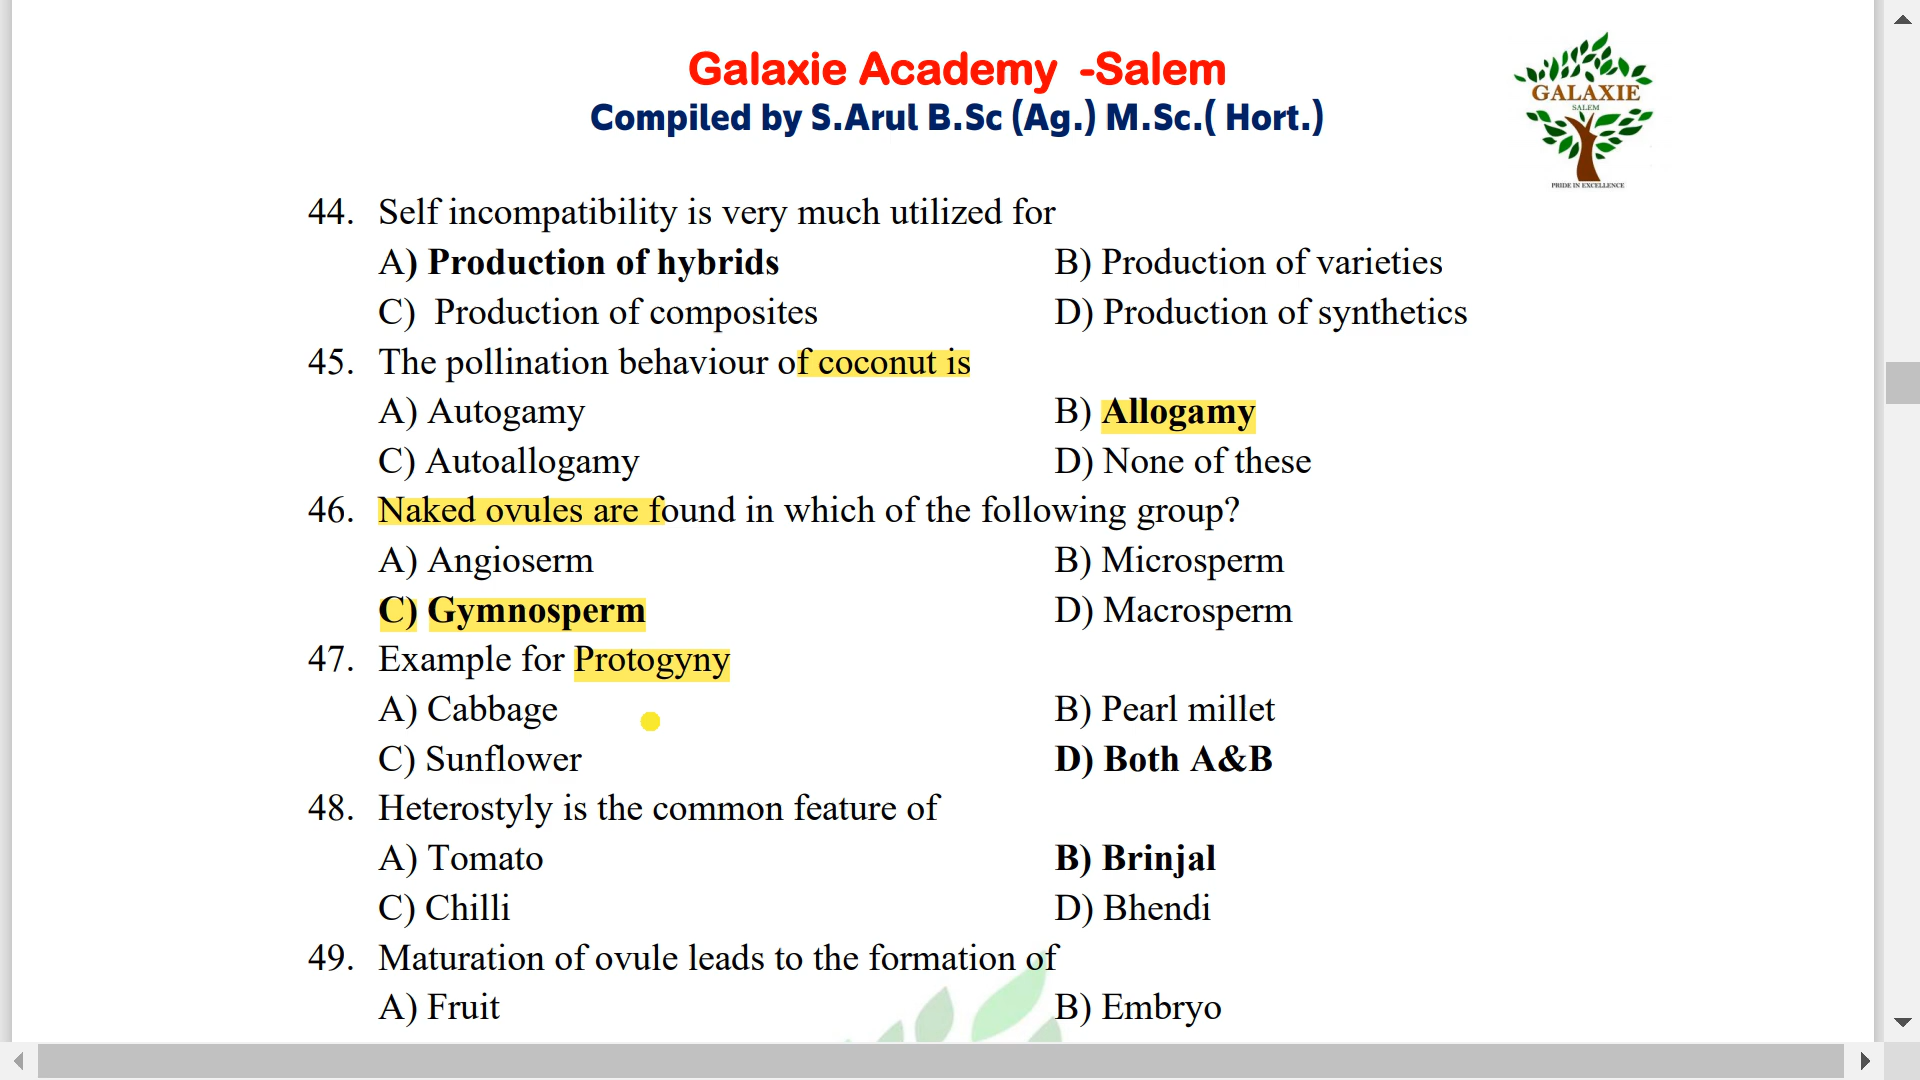 Galaxie Academy -Salem
Compiled by S.Arul B.Sc (Ag.) M.Sc.( Hort.)
GALAXIE
SALEM
PRIDE IN EXCELLENCE
44. Self incompatibility is very much utilized for
A) Production of hybrids B) Production of varieties
C) Production of composites D) Production of synthetics
45. The pollination behaviour of coconut is
A) Autogamy B) Allogamy
C) Autoallogamy D) None of these
46. Naked ovules are found in which of the following group?
A) Angioserm B) Microsperm
C) Gymnosperm D) Macrosperm
47. Example for Protogyny
A) Cabbage B) Pearl millet
C) Sunflower D) Both A&B
48. Heterostyly is the common feature of
A) Tomato B) Brinjal
C) Chilli D) Bhendi
49. Maturation of ovule leads to the formation of
A) Fruit B) Embryo